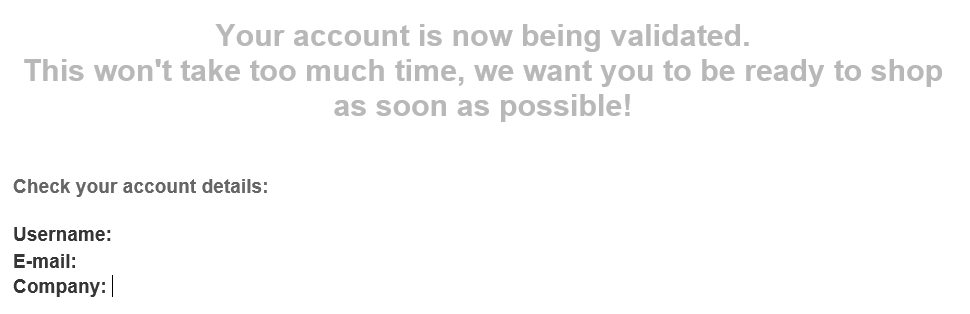 Your account is now being validated.
This won't take too much time, we want you to be ready to shop
as soon as possible!
Check your account details:
Username:
E-mail:
Company: